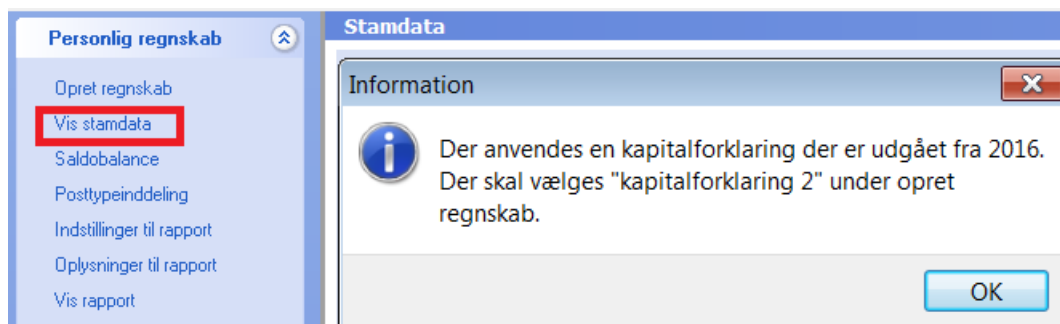 Personlig regnskab
Opret regnskab
Vis stamdata
Saldobalance
Posttypeinddeling
Indstillinger til rapport
Oplysninger til rapport
Vis rapport
Stamdata
Information
Der anvendes en kapitalforklaring der er udgået fra 2016.
Der skal vælges "kapitalforklaring 2" under opret
regnskab.
OK